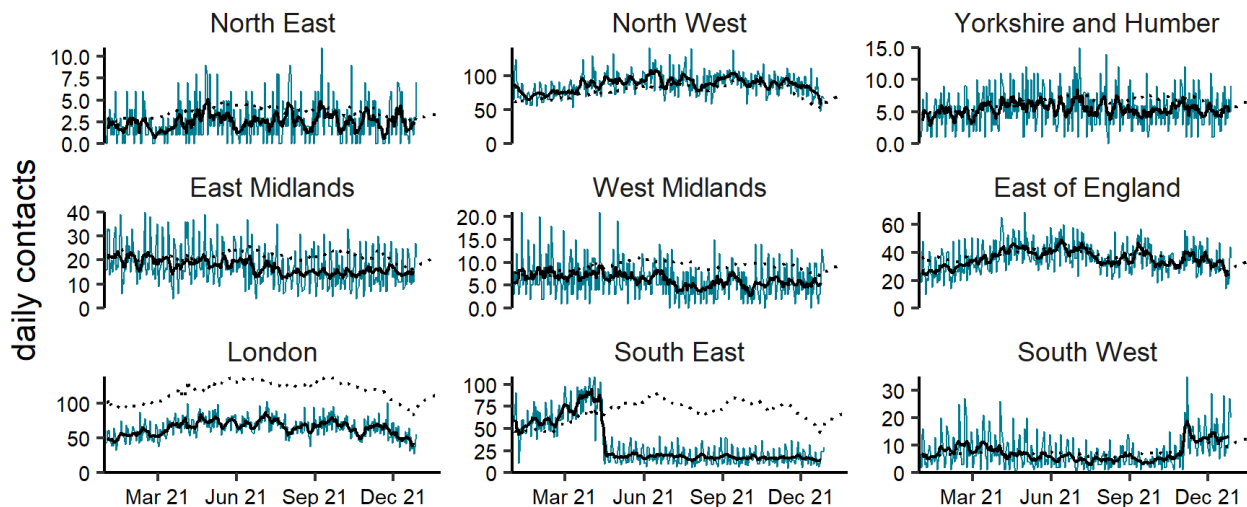 North East
North West
Yorkshire and Humber
10.0
7.5
5.0
2.5
0.0
100
50
0
15.0
10.0
5.0
0.0
East Midlands
West Midlands
East of England
40
30
20
10
0
20.0
15.0
10.0
5.0
0.0
60
40
20
0
daily contacts
London
South East
South West
100
50
0
100
75
50
25
0
30
20
10
0
Mar 21 Jun 21 Sep 21 Dec 21
Mar 21 Jun 21 Sep 21 Dec 21
Mar 21 Jun 21 Sep 21 Dec 21